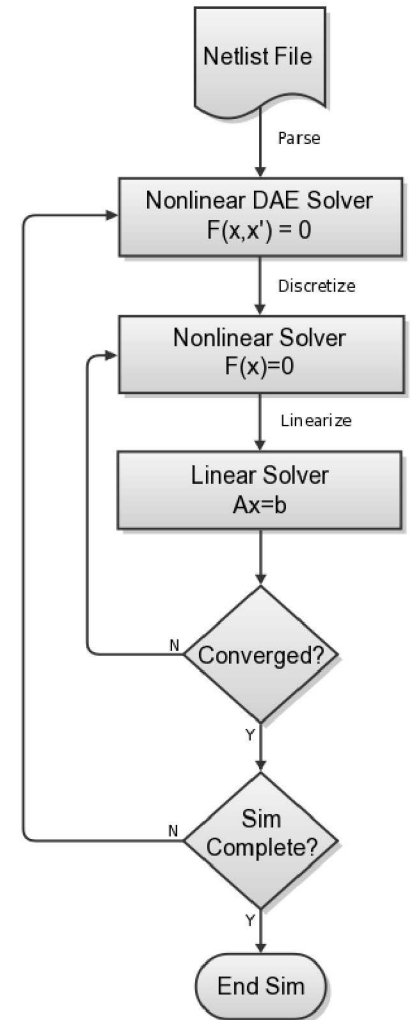 Netlist File
Parse
Nonlinear DAE Solver
F(x,x') = 0
Discretize
Nonlinear Solver
F(x)=0
Linearize
Linear Solver
Ax=b
Converged?
N
Y
Sim
Complete?
N
Y
End Sim